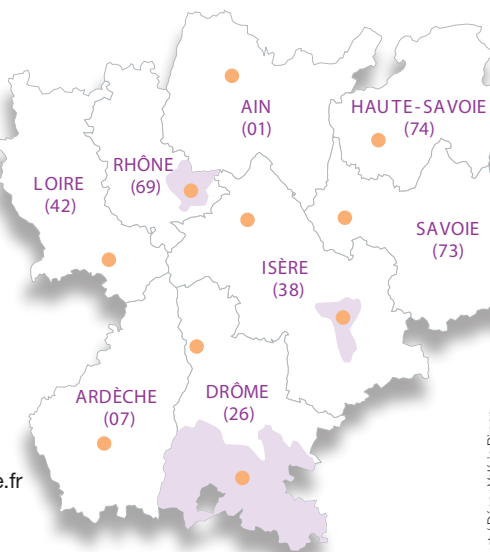 AIN
(01)
HAUTE-SAVOIE
(74)
RHÔNE
(69)
LOIRE
(42)
SAVOIE
(73)
ISÈRE
(38)
ARDÈCHE
(07)
DRÔME
(26)
e.fr